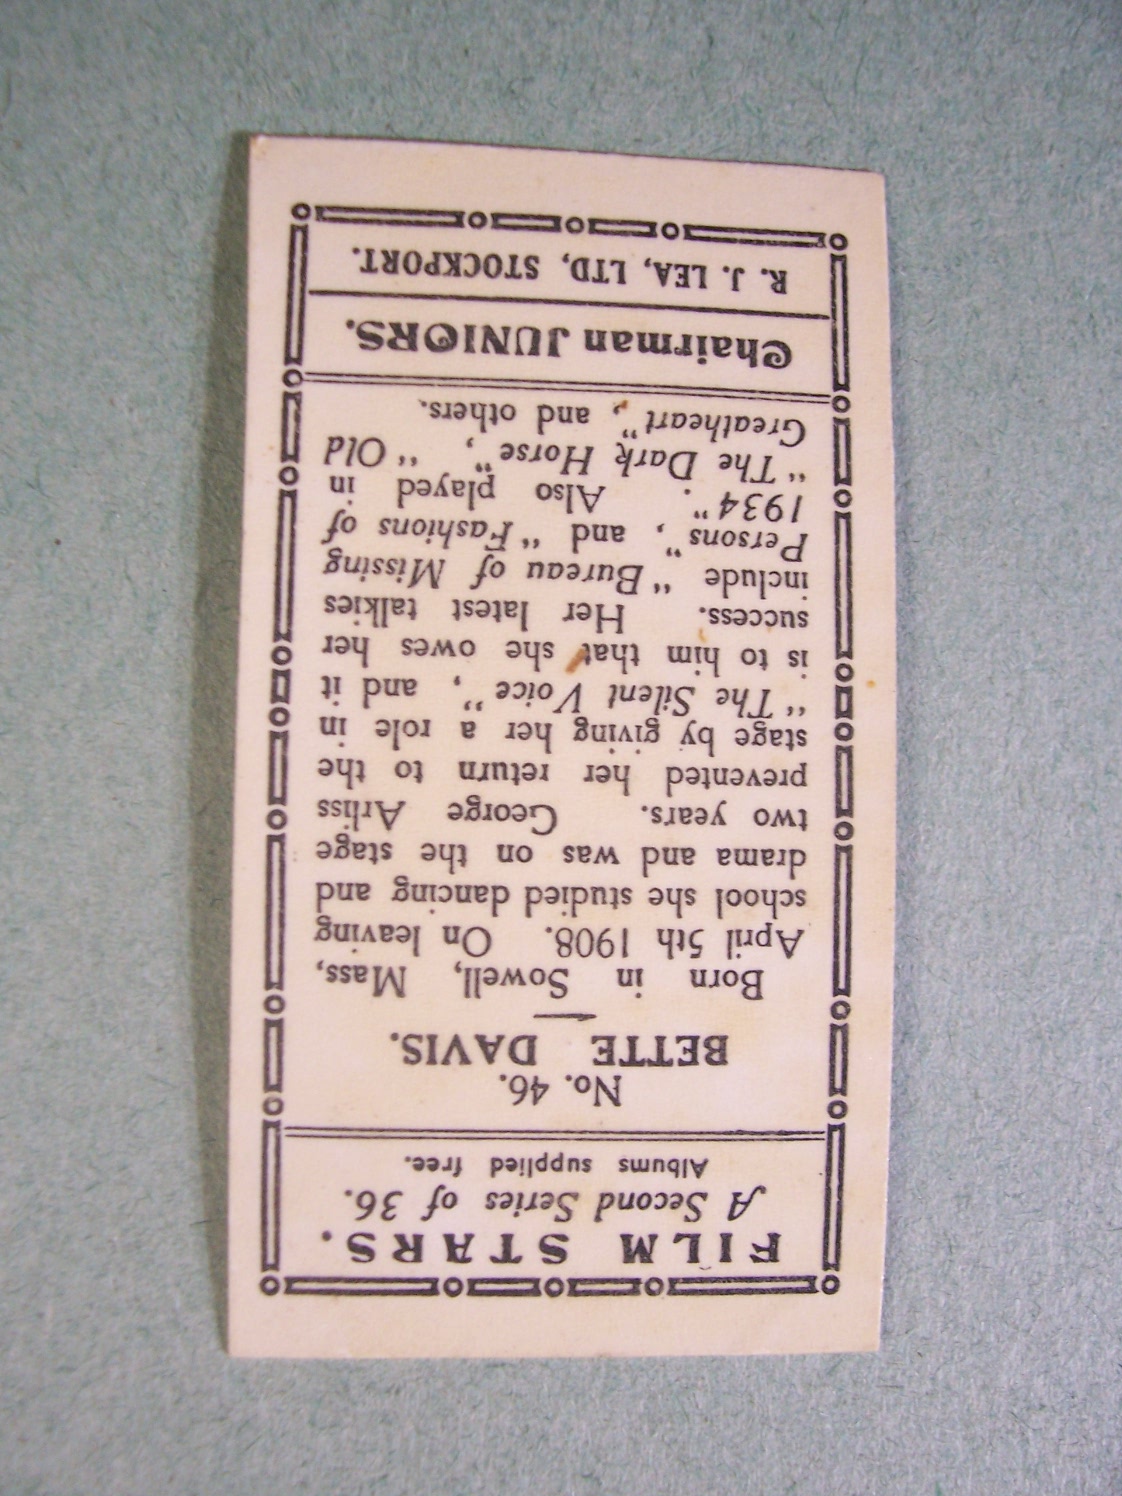 FILM STARS.
A Second Series of 36.
Albums supplied free.
No. 46.
BETTE DAVIS.
Born in Sowell, Mass,
April 5th 1908. On leaving
school she studied dancing and
drama and was on the stage
two years. George Arliss
prevented her return to the
stage by giving her a role in
"The Silent Voice", and it
is to him that she owes her
success. Her latest talkies
include "Bureau of Missing
Persons", and "Fashions of
1934". Also played in
"The Dark Horse", "Old
Greatheart", and others.
Chairman JUNIORS.
R. J. LEA, LTD, STOCKPORT.